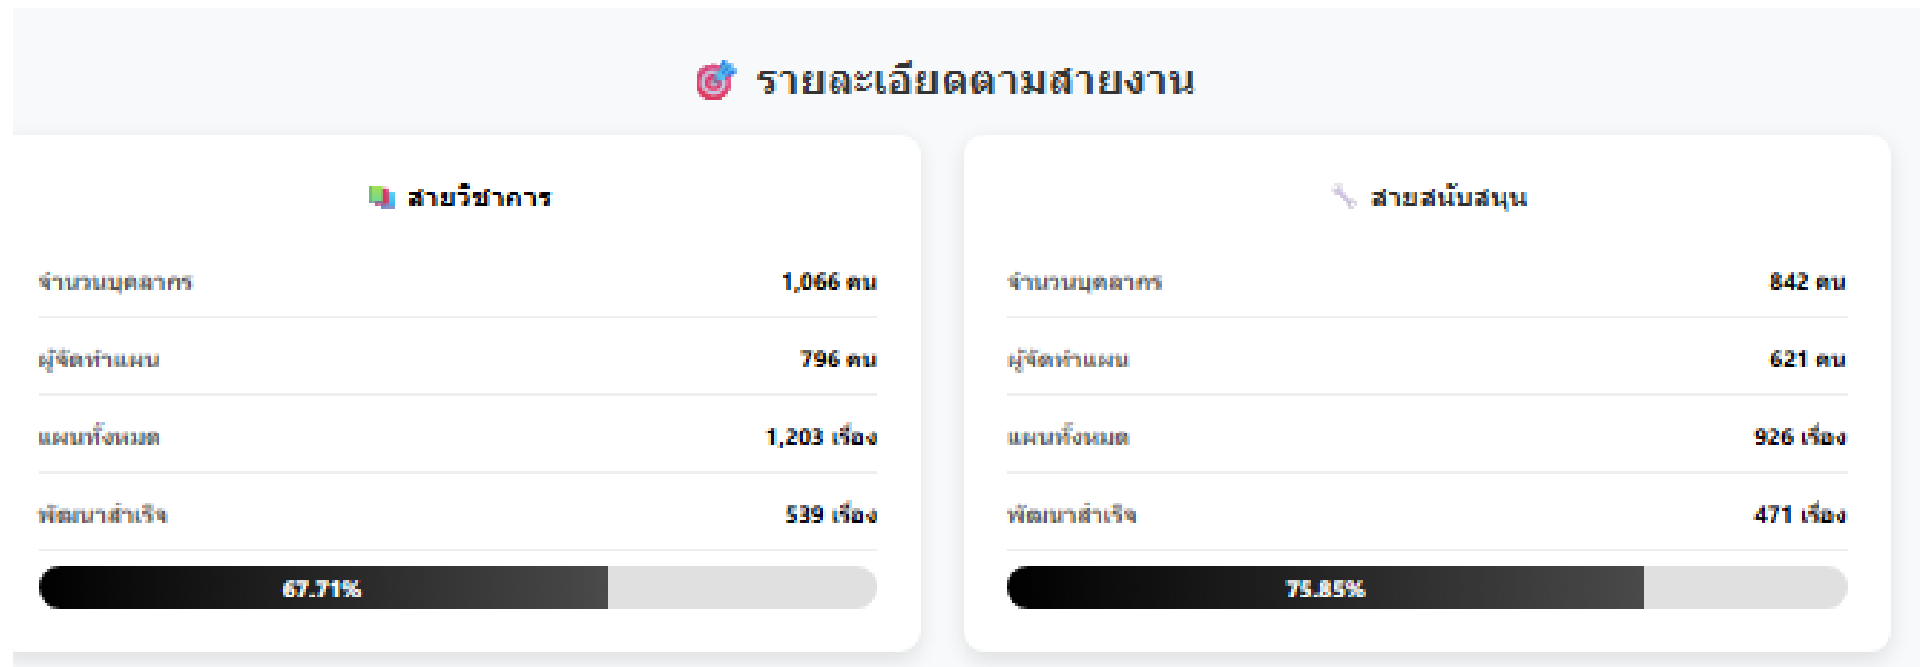 รายละเอียดตามสายงาน
สายวิชาการ
จำนวนบุคลากร 1,066 คน
ผู้จัดทำแผน 796 คน
แผนทั้งหมด 1,203 เรื่อง
พัฒนาสำเร็จ 539 เรื่อง
67.71%
สายสนับสนุน
จำนวนบุคลากร 842 คน
ผู้จัดทำแผน 621 คน
แผนทั้งหมด 926 เรื่อง
พัฒนาสำเร็จ 471 เรื่อง
75.85%